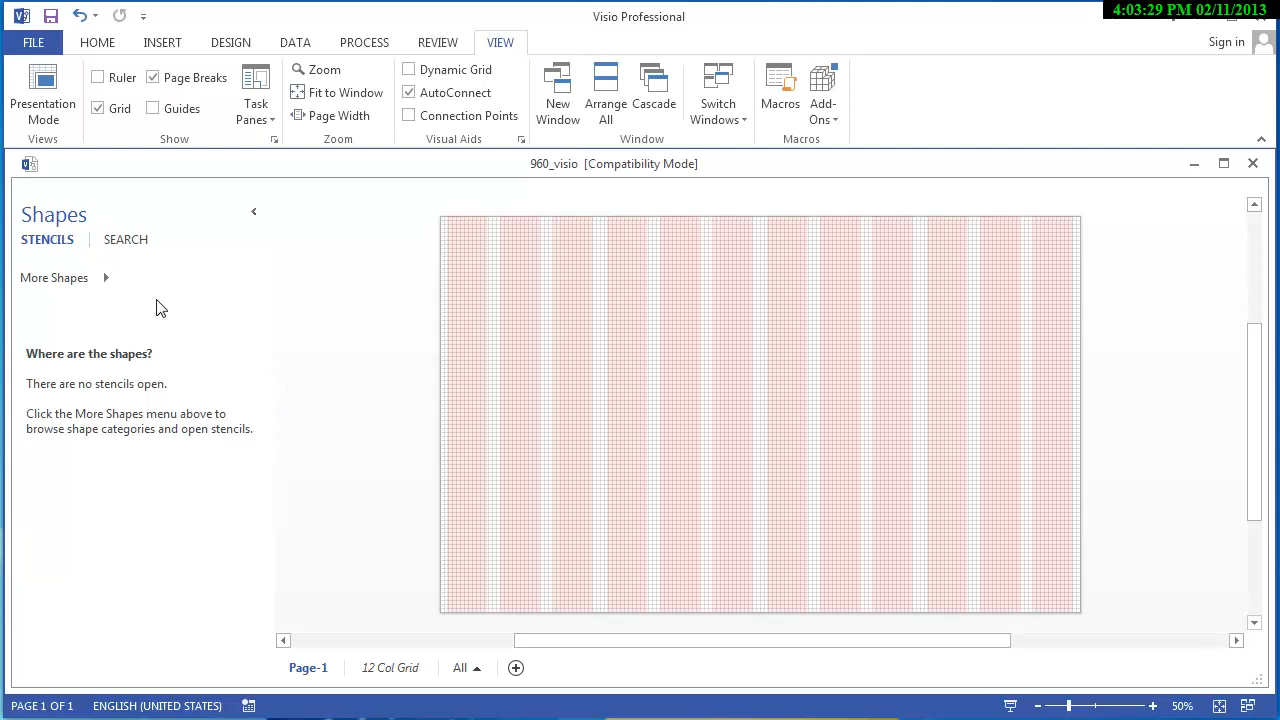 4:03:29 PM 02/11/2013
Visio Professional
FILE HOME INSERT DESIGN DATA PROCESS REVIEW VIEW
Sign in
Ruler
Page Breaks
Grid
Guides
Presentation
Mode
Task
Panes
Zoom
Fit to Window
Page Width
Dynamic Grid
AutoConnect
Connection Points
New
Window
Arrange
All
Cascade
Switch
Windows
Macros
Add-
Ons
Views
Show
Zoom
Visual Aids
Window
Macros
960_visio [Compatibility Mode]
Shapes
STENCILS
SEARCH
More Shapes
Where are the shapes?
There are no stencils open.
Click the More Shapes menu above to
browse shape categories and open stencils.
Page-1
12 Col Grid
All
PAGE 1 OF 1
ENGLISH (UNITED STATES)
50%